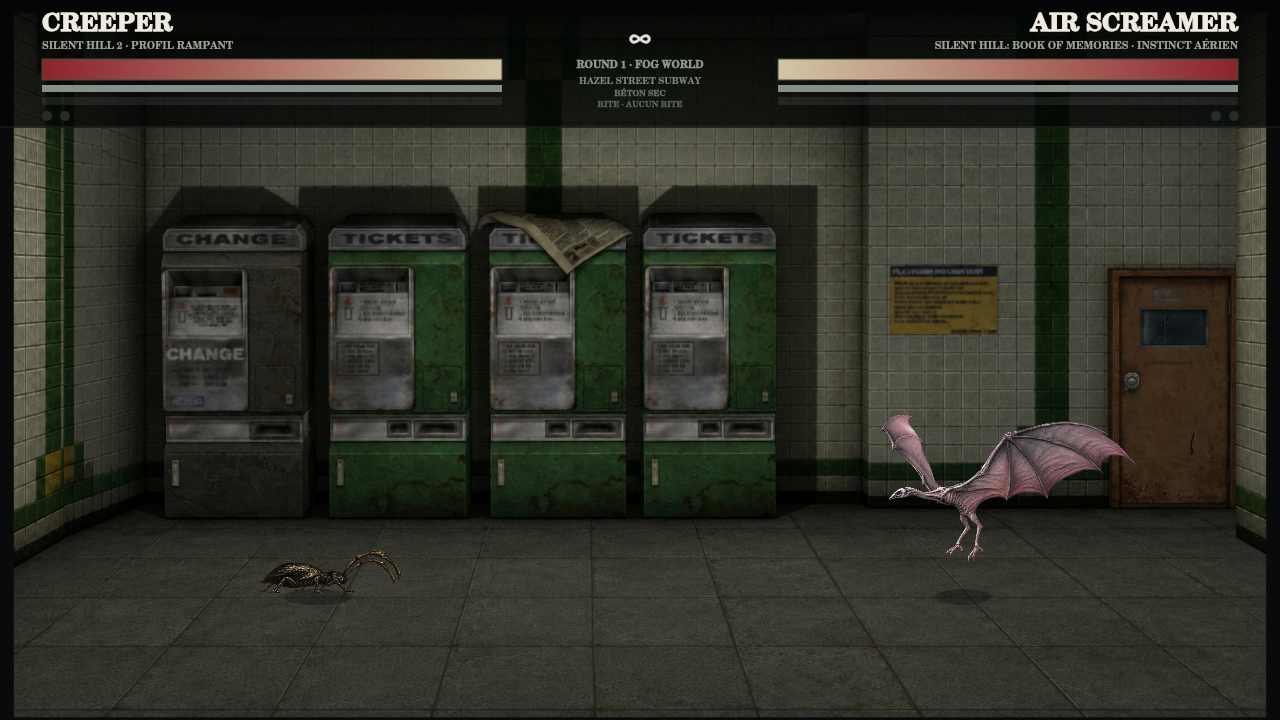 CREEPER
SILENT HILL 2 · PROFIL RAMPANT
∞
ROUND 1 · FOG WORLD
HAZEL STREET SUBWAY
BÉTON SEC
RITE · AUCUN RITE
AIR SCREAMER
SILENT HILL: BOOK OF MEMORIES · INSTINCT AÉRIEN
CHANGE
TICKETS
TI
TICKETS
CHANGE